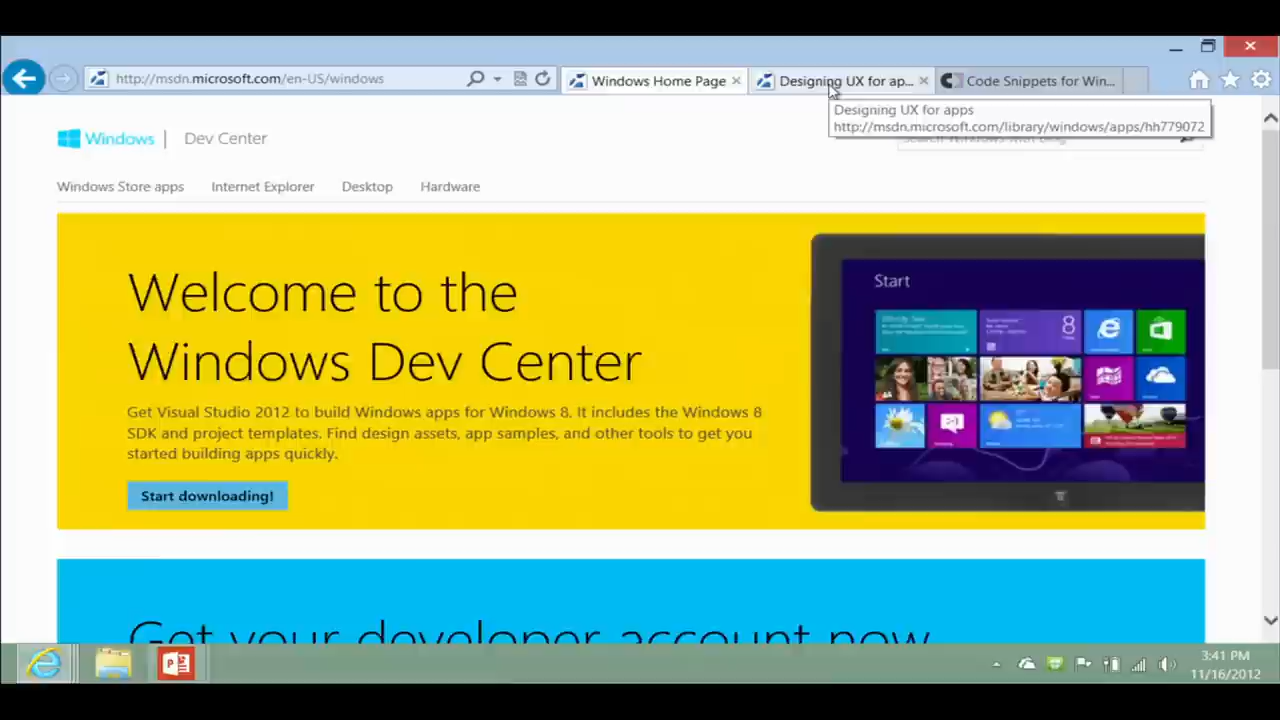 http://msdn.microsoft.com/en-US/windows
Windows Home Page
Designing UX for ap...
Code Snippets for Win...
Designing UX for apps
http://msdn.microsoft.com/library/windows/apps/hh779072
Windows | Dev Center
Windows Store apps
Internet Explorer
Desktop
Hardware
Welcome to the
Windows Dev Center
Get Visual Studio 2012 to build Windows apps for Windows 8. It includes the Windows 8
SDK and project templates. Find design assets, app samples, and other tools to get you
started building apps quickly.
Start downloading!
Start
8
Get your developer account now
3:41 PM
11/16/2012